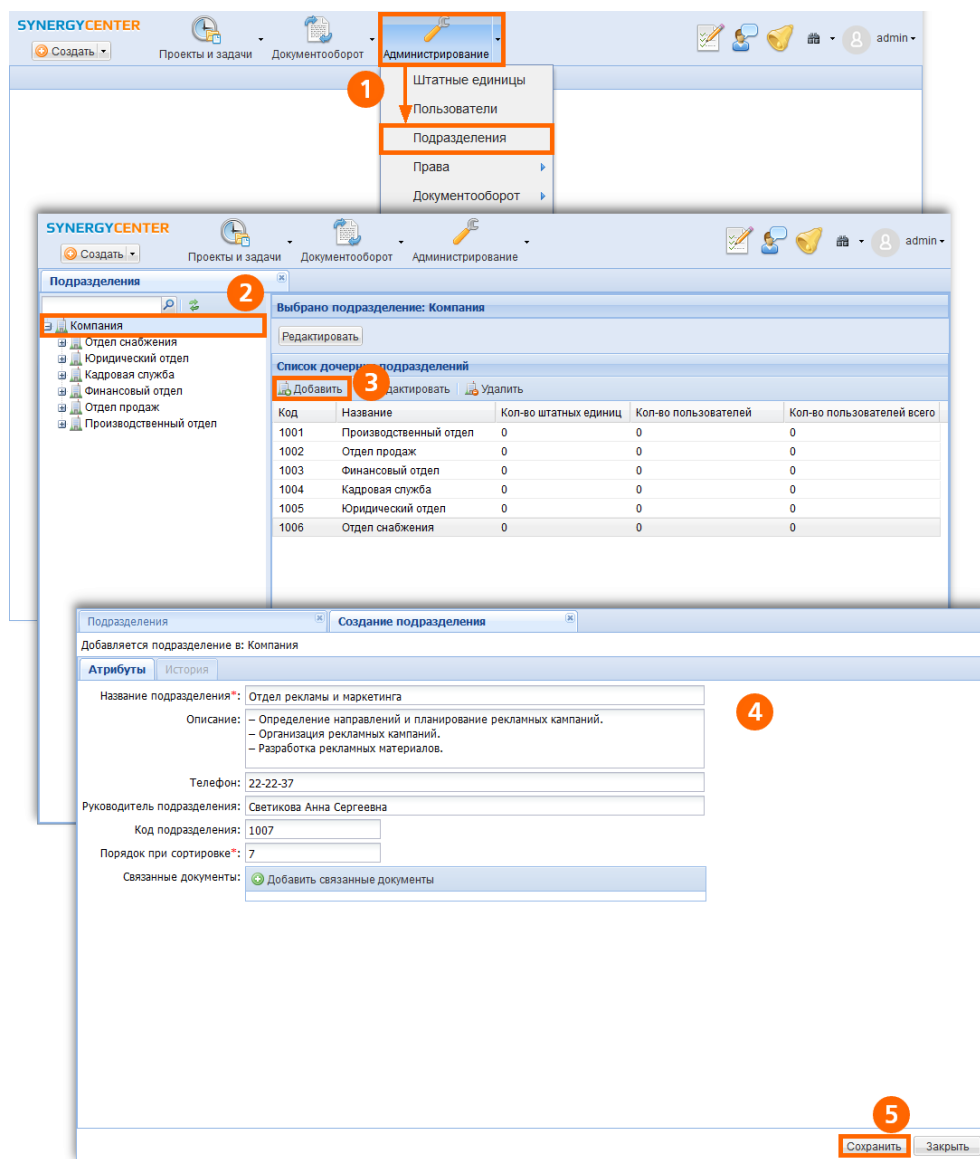 SYNERGYCENTER
Создать
Проекты и задачи
Документооборот
Администрирование
admin
1
Штатные единицы
Пользователи
Подразделения
Права
Документооборот
SYNERGYCENTER
Создать
Проекты и задачи
Документооборот
Администрирование
admin
Подразделения
2
Выбрано подразделение: Компания
Компания
Отдел снабжения
Юридический отдел
Кадровая служба
Финансовый отдел
Отдел продаж
Производственный отдел
Редактировать
Список дочерних подразделений
Добавить 3 дактировать Удалить
Код Название Кол-во штатных единиц Кол-во пользователей Кол-во пользователей всего
1001 Производственный отдел 0 0 0
1002 Отдел продаж 0 0 0
1003 Финансовый отдел 0 0 0
1004 Кадровая служба 0 0 0
1005 Юридический отдел 0 0 0
1006 Отдел снабжения 0 0 0
Подразделения Создание подразделения
Добавляется подразделение в: Компания
Атрибуты История
Название подразделения*: Отдел рекламы и маркетинга
4
Описание: – Определение направлений и планирование рекламных кампаний.
– Организация рекламных кампаний.
– Разработка рекламных материалов.
Телефон: 22-22-37
Руководитель подразделения: Светикова Анна Сергеевна
Код подразделения: 1007
Порядок при сортировке*: 7
Связанные документы: Добавить связанные документы
5
Сохранить Закрыть